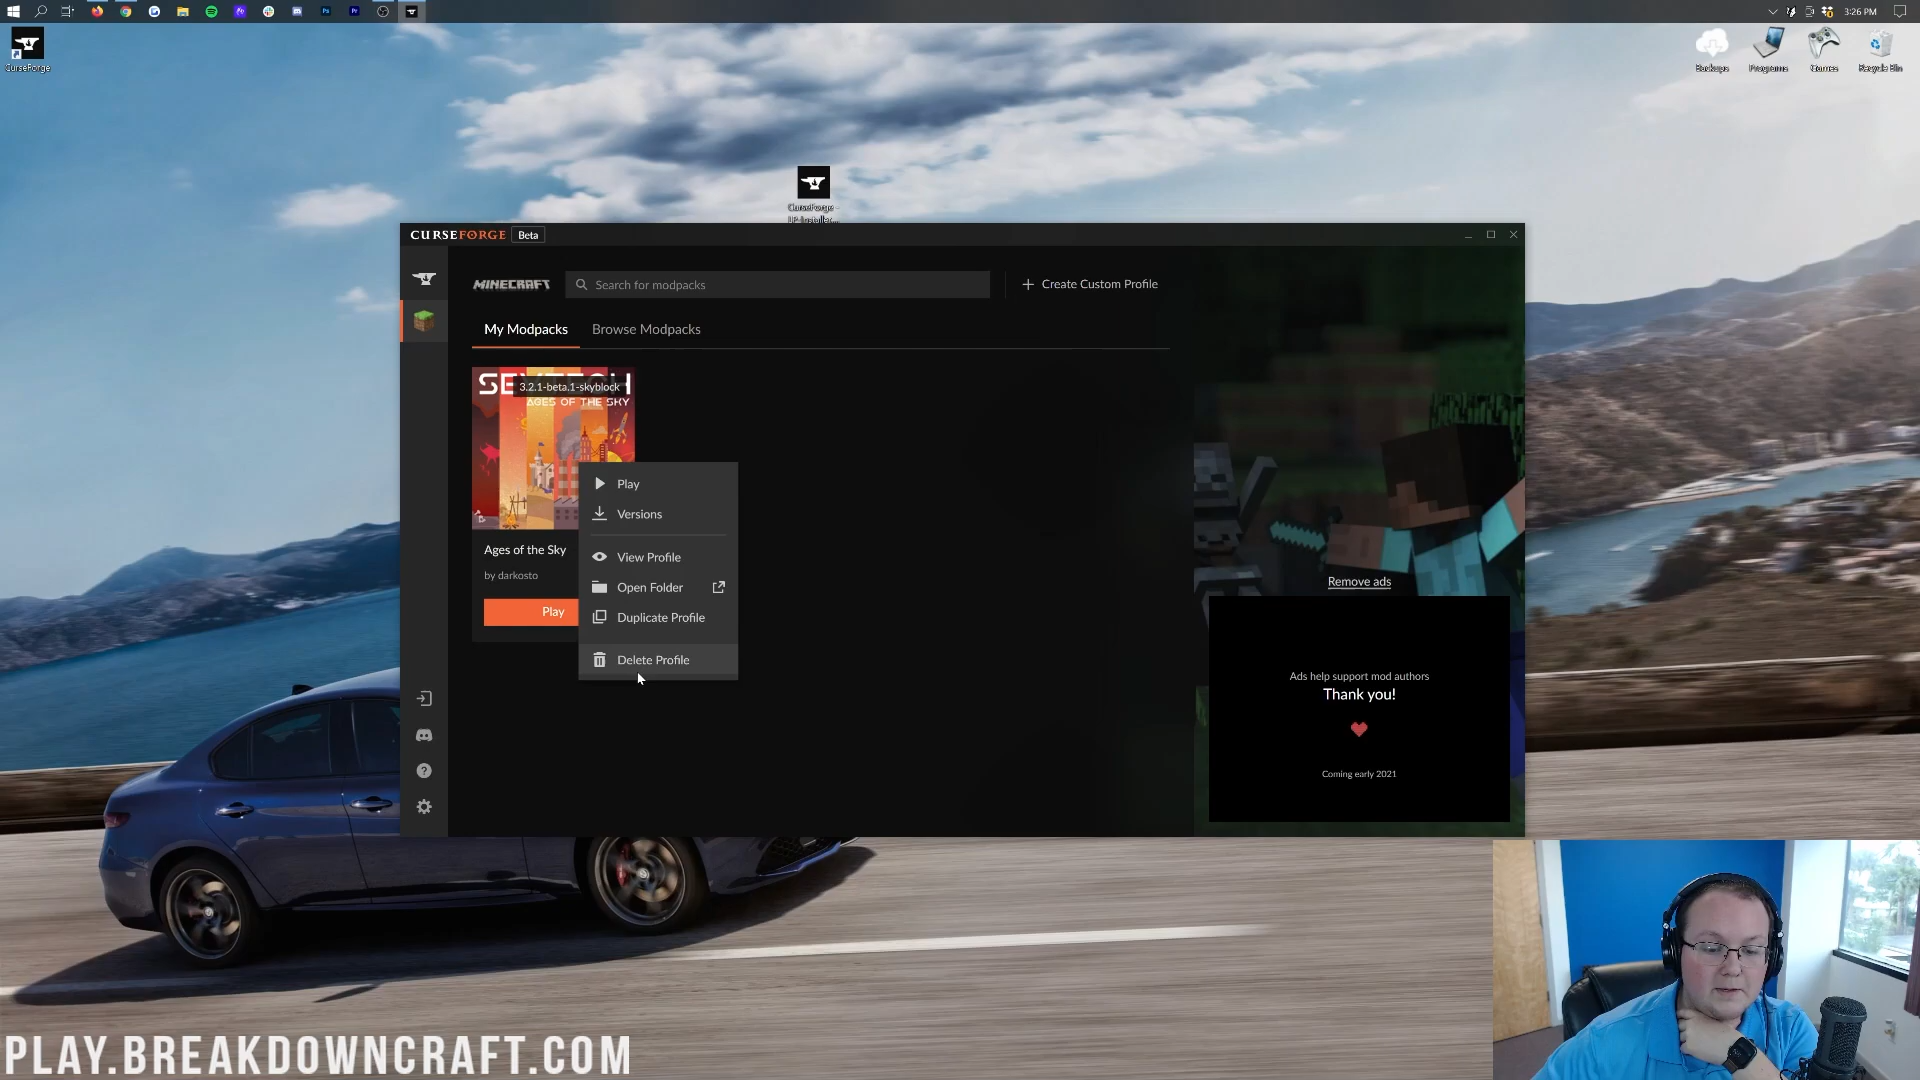 3:26 PM
CurseForge
Backups
Programs
Games
Recycle Bin
CurseForge -
CURSEFORGE Beta
MINECRAFT
Search for modpacks
+ Create Custom Profile
My Modpacks
Browse Modpacks
3.2.1-beta.1-skyblock
AGES OF THE SKY
Play
Versions
View Profile
Open Folder
Duplicate Profile
Delete Profile
Ages of the Sky
by darkosto
Play
Remove ads
Ads help support mod authors
Thank you!
Coming early 2021
PLAY.BREAKDOWNCRAFT.COM